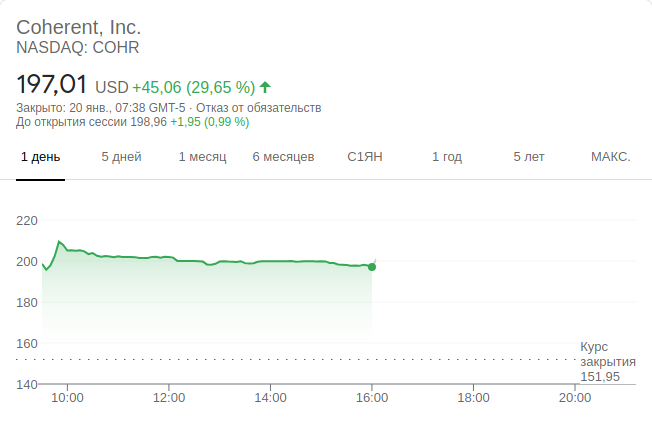 Coherent, Inc.
NASDAQ: COHR
197,01 USD +45,06 (29,65 %)
Закрыто: 20 янв., 07:38 GMT-5 · Отказ от обязательств
До открытия сессии 198,96 +1,95 (0,99 %)
1 день 5 дней 1 месяц 6 месяцев С1ЯН 1 год 5 лет МАКС.
220
200
180
160
Курс
закрытия
151,95
140
10:00 12:00 14:00 16:00 18:00 20:00